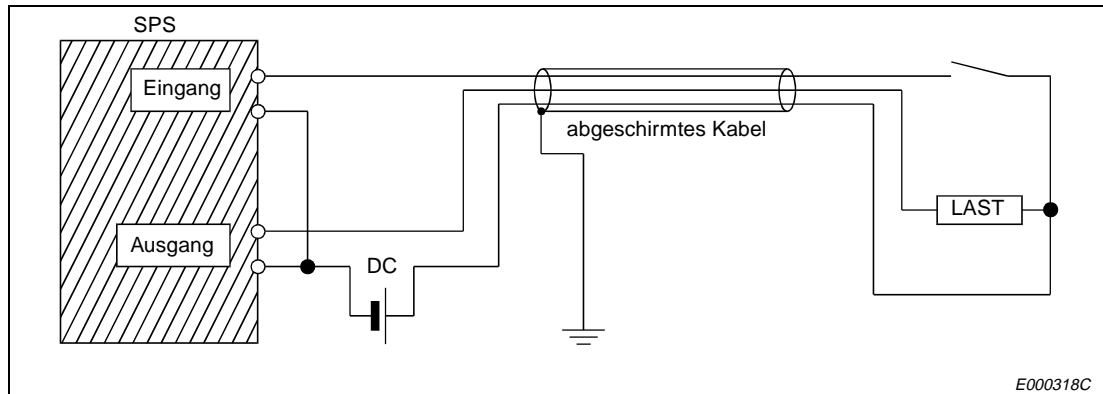 SPS
Eingang
abgeschirmtes Kabel
LAST
Ausgang
DC
E000318C